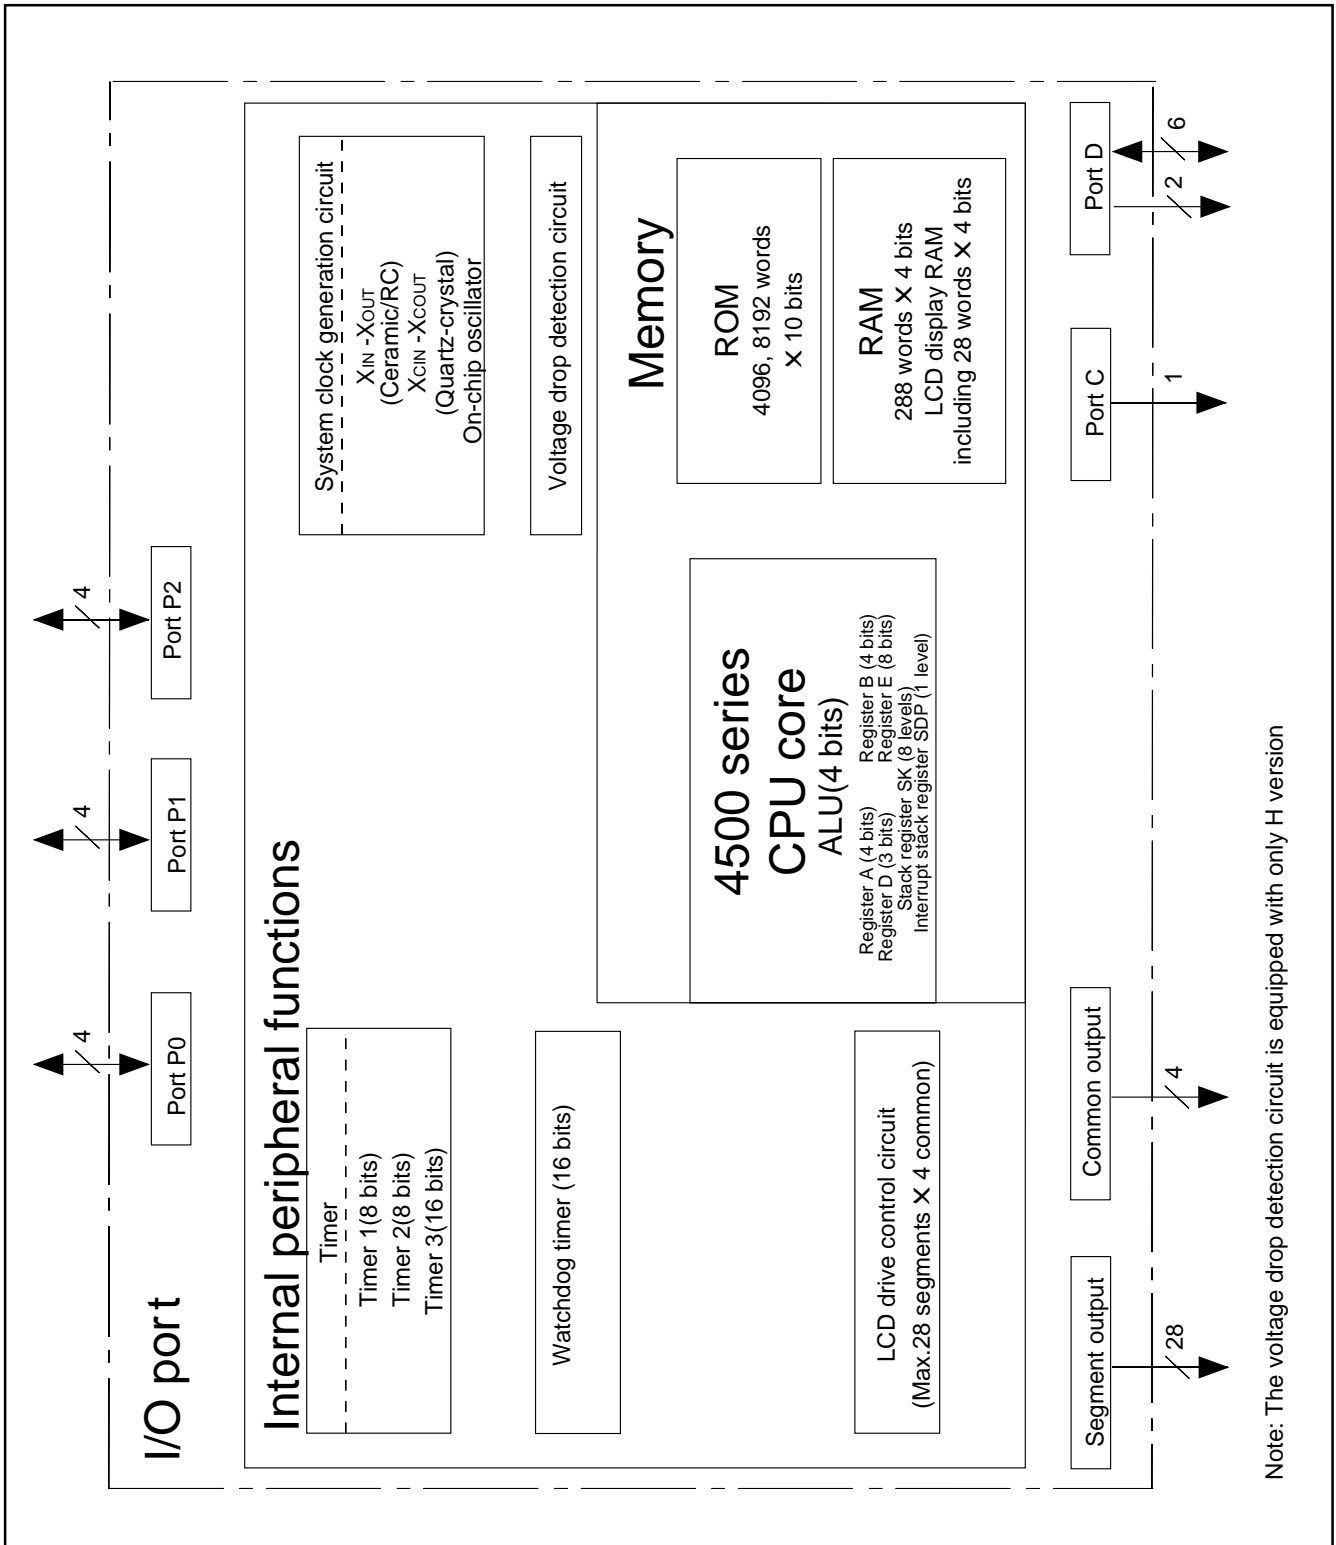 I/O port
4
Port P0
4
Port P1
4
Port P2
Internal peripheral functions
Timer
Timer 1(8 bits)
Timer 2(8 bits)
Timer 3(16 bits)
Watchdog timer (16 bits)
LCD drive control circuit
(Max.28 segments X 4 common)
System clock generation circuit
XIN -XOUT
(Ceramic/RC)
XCIN -XCOUT
(Quartz-crystal)
On-chip oscillator
Voltage drop detection circuit
4500 series
CPU core
ALU(4 bits)
Register A (4 bits) Register B (4 bits)
Register D (3 bits) Register E (8 bits)
Stack register SK (8 levels)
Interrupt stack register SDP (1 level)
Memory
ROM
4096, 8192 words
X 10 bits
RAM
288 words X 4 bits
LCD display RAM
including 28 words X 4 bits
Segment output
28
Common output
4
Port C
1
Port D
2
6
Note: The voltage drop detection circuit is equipped with only H version